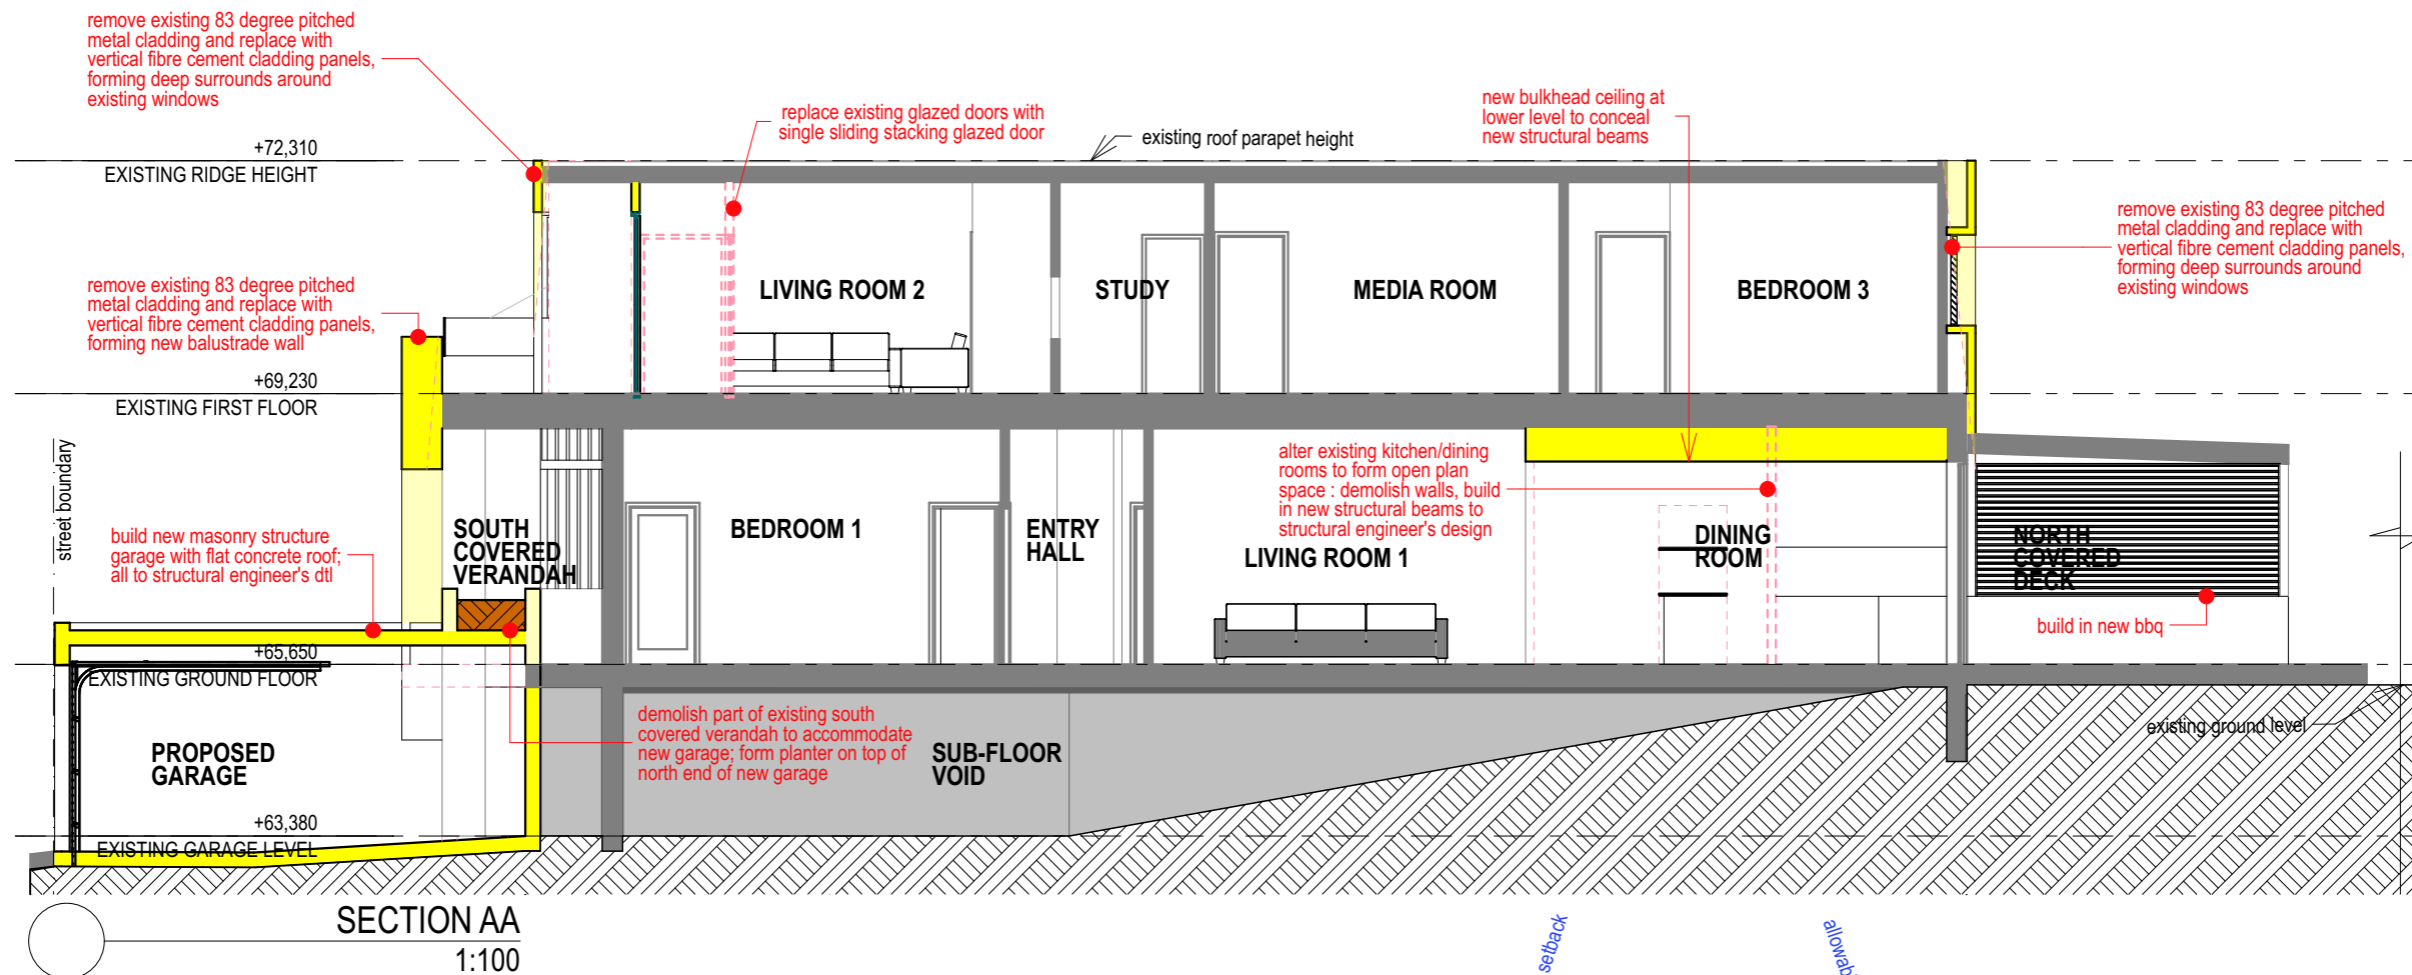 remove existing 83 degree pitched
metal cladding and replace with
vertical fibre cement cladding panels,
forming deep surrounds around
existing windows
replace existing glazed doors with
single sliding stacking glazed door
existing roof parapet height
new bulkhead ceiling at
lower level to conceal
new structural beams
+72,310
EXISTING RIDGE HEIGHT
remove existing 83 degree pitched
metal cladding and replace with
vertical fibre cement cladding panels,
forming deep surrounds around
existing windows
remove existing 83 degree pitched
metal cladding and replace with
vertical fibre cement cladding panels,
forming new balustrade wall
LIVING ROOM 2
STUDY
MEDIA ROOM
BEDROOM 3
+69,230
EXISTING FIRST FLOOR
street boundary
build new masonry structure
garage with flat concrete roof;
all to structural engineer's dtl
SOUTH
COVERED
VERANDAH
BEDROOM 1
ENTRY
HALL
LIVING ROOM 1
alter existing kitchen/dining
rooms to form open plan
space : demolish walls, build
in new structural beams to
structural engineer's design
DINING
ROOM
NORTH
COVERED
DECK
build in new bbq
+65,650
EXISTING GROUND FLOOR
PROPOSED
GARAGE
demolish part of existing south
covered verandah to accommodate
new garage; form planter on top of
north end of new garage
SUB-FLOOR
VOID
existing ground level
+63,380
EXISTING GARAGE LEVEL
SECTION AA
1:100
setback